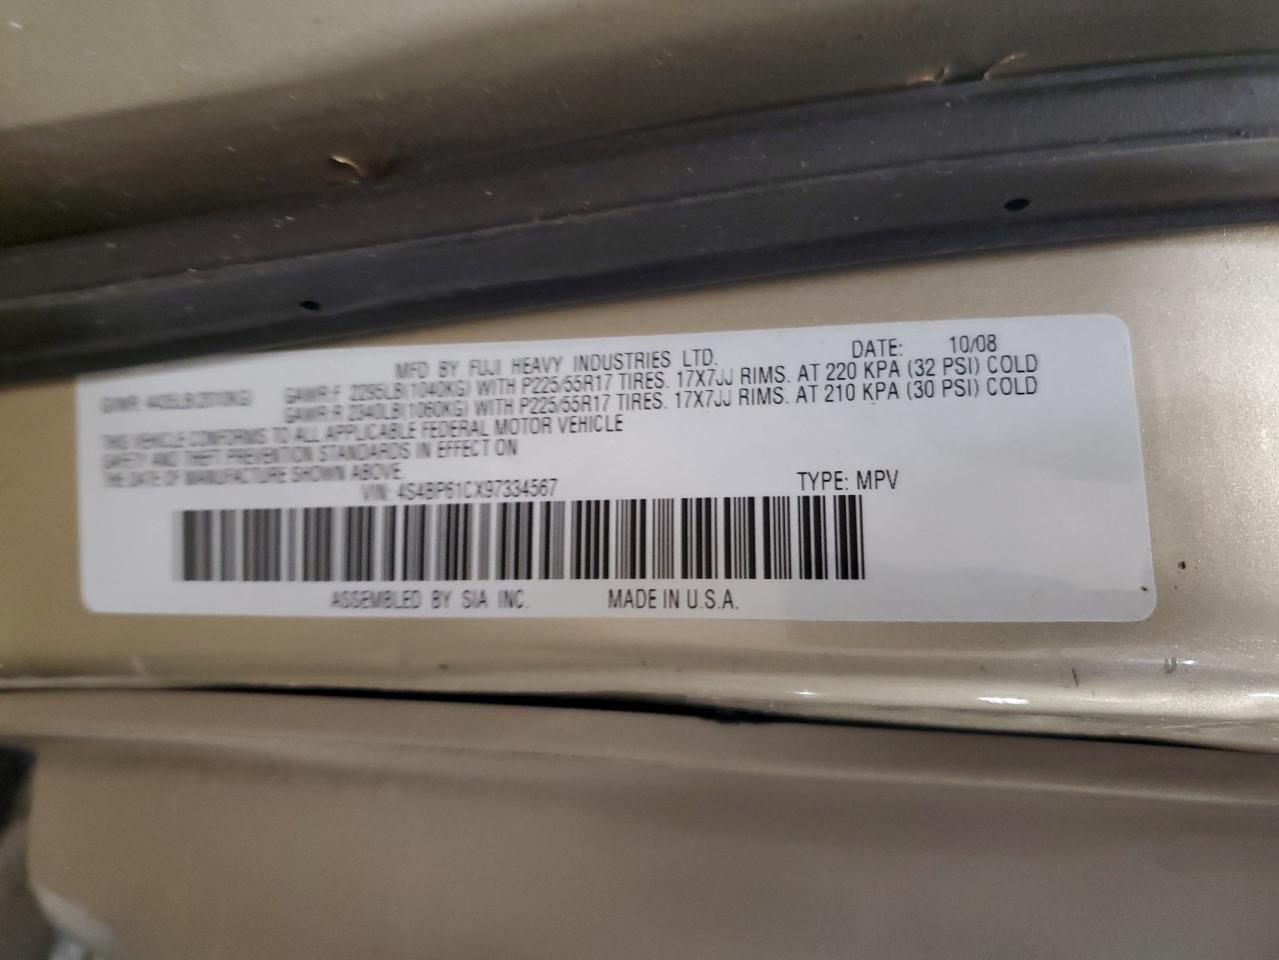 MFD BY FUJI HEAVY INDUSTRIES LTD. DATE: 10/08
GVWR: 4435LB(2010KG) GAWR:F 2295LB(1040KG) WITH P225/55R17 TIRES. 17X7JJ RIMS. AT 220 KPA (32 PSI) COLD
GAWR:R 2340LB(1060KG) WITH P225/55R17 TIRES. 17X7JJ RIMS. AT 210 KPA (30 PSI) COLD
THIS VEHICLE CONFORMS TO ALL APPLICABLE FEDERAL MOTOR VEHICLE
SAFETY AND THEFT PREVENTION STANDARDS IN EFFECT ON
THE DATE OF MANUFACTURE SHOWN ABOVE
VIN: 4S4BP61CX97334567 TYPE: MPV
ASSEMBLED BY SIA INC. MADE IN U.S.A.